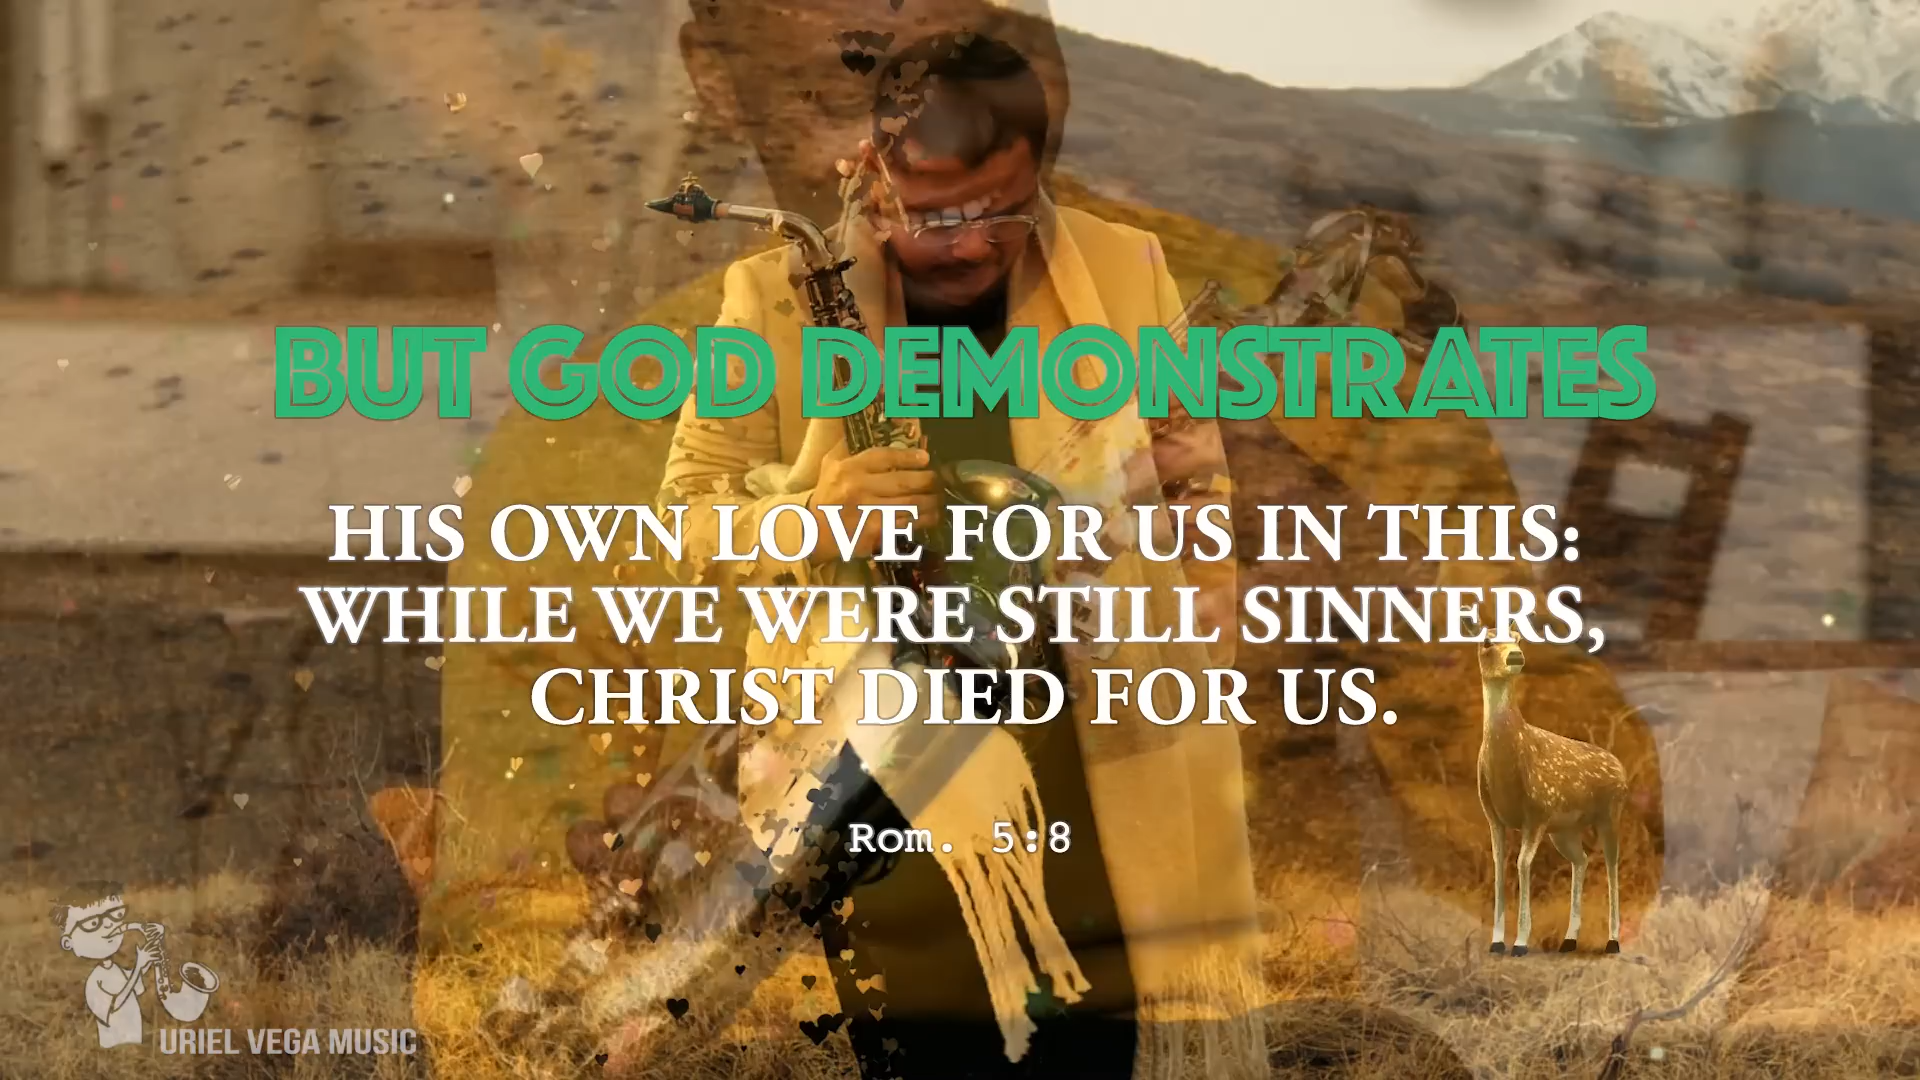 BUT GOD DEMONSTRATES
HIS OWN LOVE FOR US IN THIS:
WHILE WE WERE STILL SINNERS,
CHRIST DIED FOR US.
Rom. 5:8
URIEL VEGA MUSIC